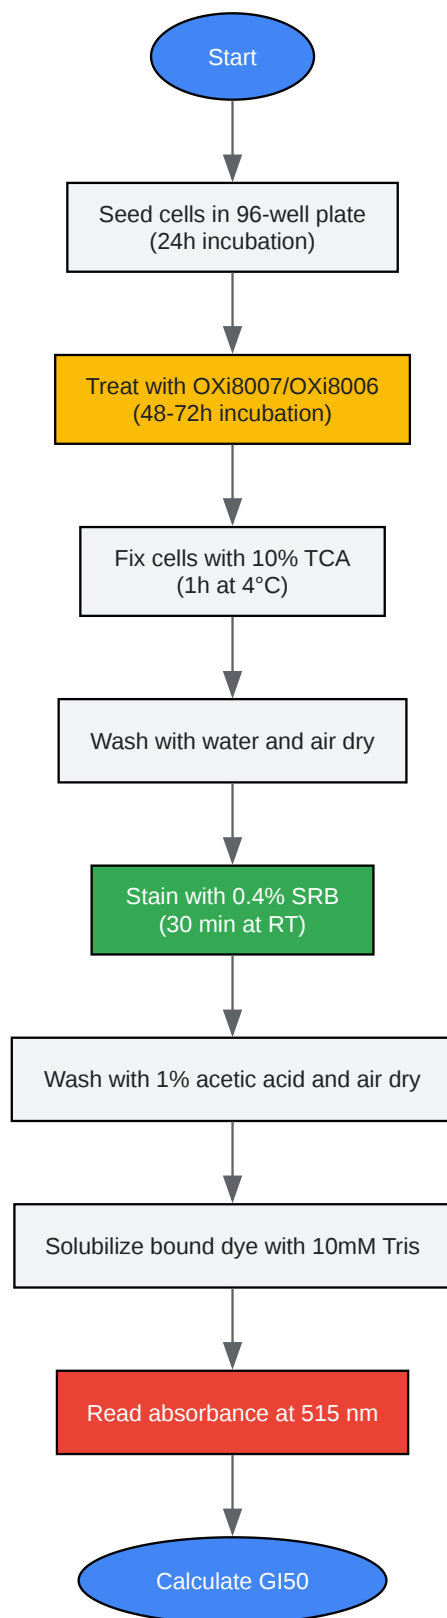 Start
Seed cells in 96-well plate
(24h incubation)
Treat with OXi8007/OXi8006
(48-72h incubation)
Fix cells with 10% TCA
(1h at 4°C)
Wash with water and air dry
Stain with 0.4% SRB
(30 min at RT)
Wash with 1% acetic acid and air dry
Solubilize bound dye with 10mM Tris
Read absorbance at 515 nm
Calculate GI50